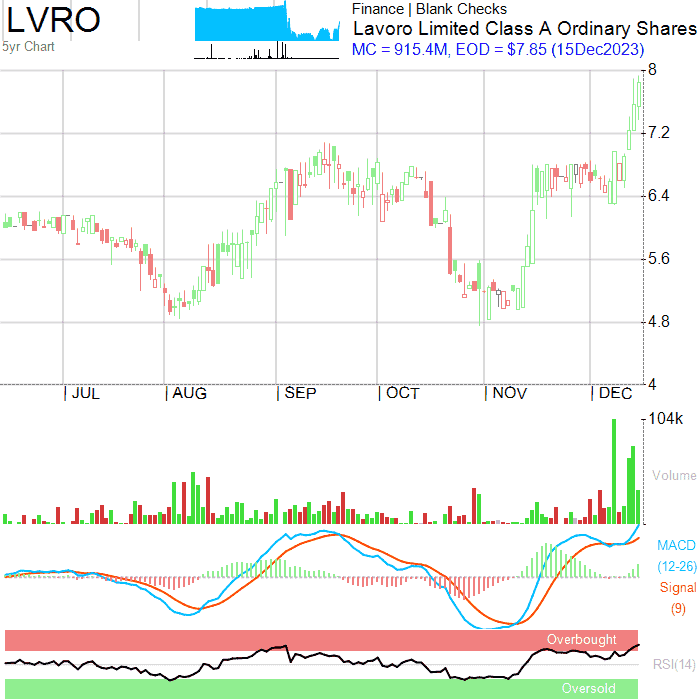 LVRO
5yr Chart
Finance | Blank Checks
Lavoro Limited Class A Ordinary Shares
MC = 915.4M, EOD = $7.85 (15Dec2023)
8
7.2
6.4
5.6
4.8
4
| JUL | AUG | SEP | OCT | NOV | DEC
104k
Volume
MACD
(12-26)
Signal
(9)
Overbought
RSI(14)
Oversold